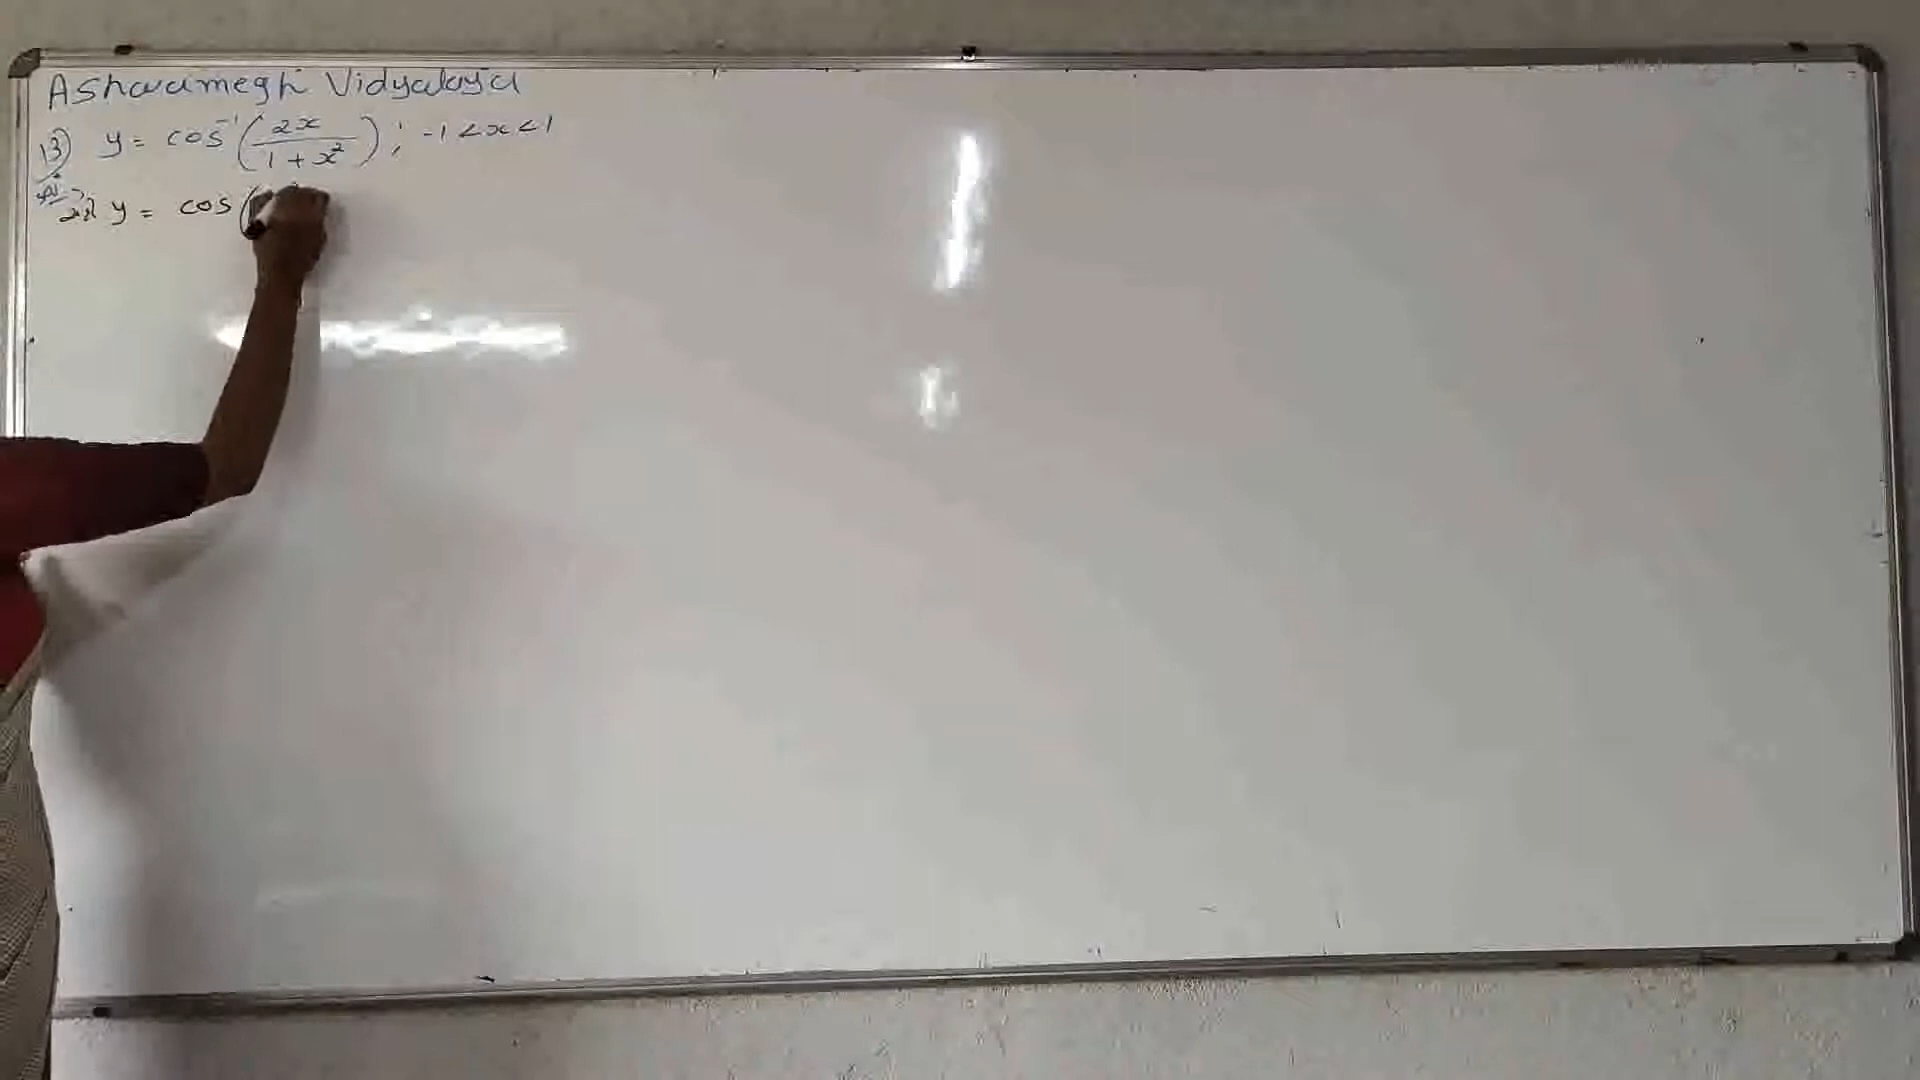 Ashwamegh Vidyalaya
13) y = cos⁻¹(2x / 1 + x²) ; -1 < x < 1
y = cos(